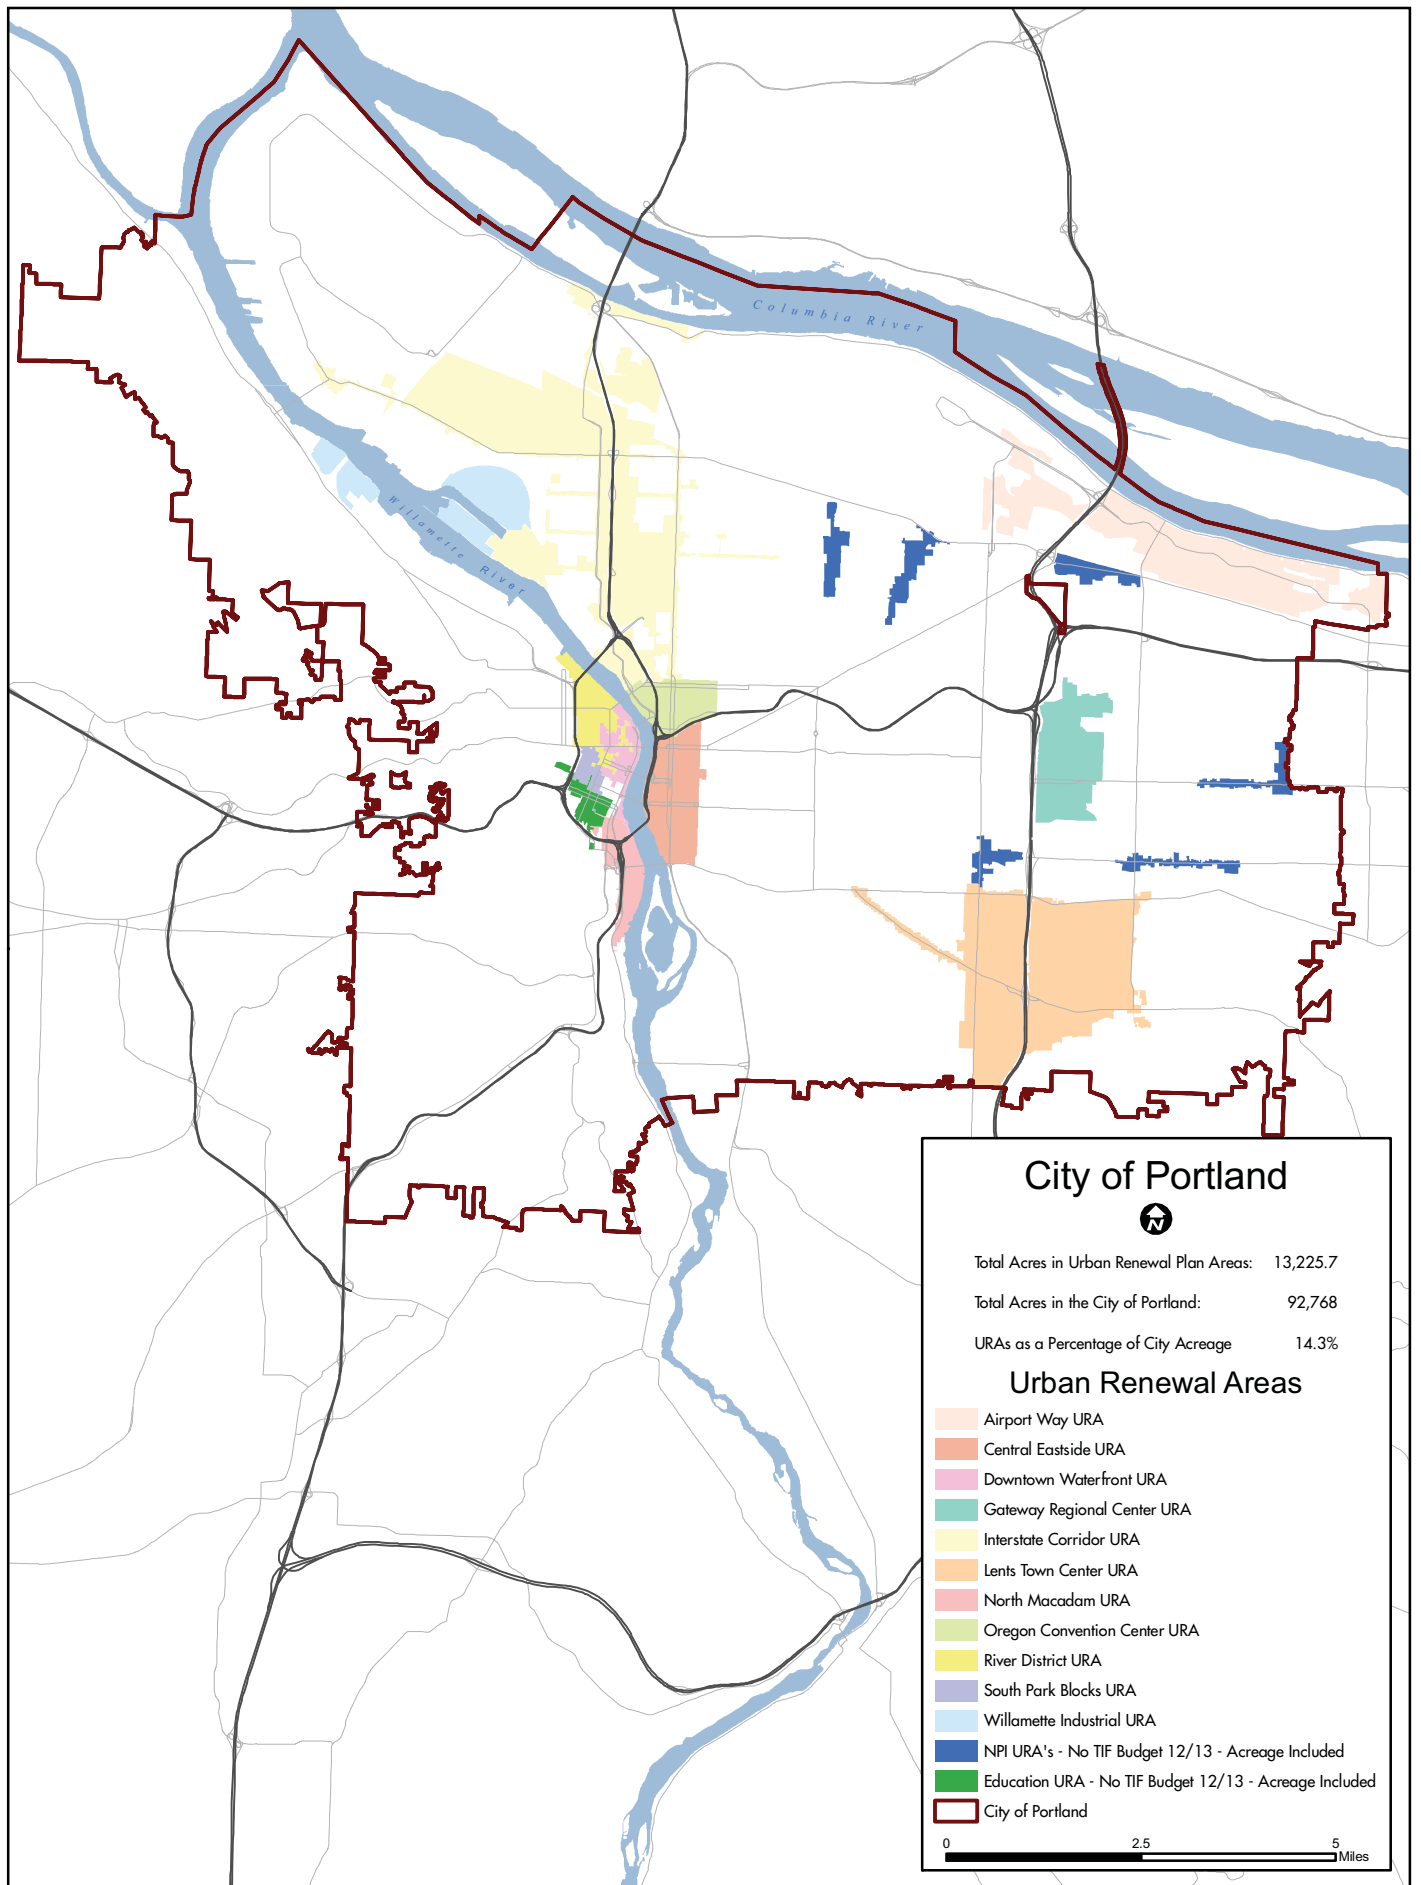 Columbia River
Willamette River
City of Portland
N
Total Acres in Urban Renewal Plan Areas: 13,225.7
Total Acres in the City of Portland: 92,768
URAs as a Percentage of City Acreage 14.3%
Urban Renewal Areas
Airport Way URA
Central Eastside URA
Downtown Waterfront URA
Gateway Regional Center URA
Interstate Corridor URA
Lents Town Center URA
North Macadam URA
Oregon Convention Center URA
River District URA
South Park Blocks URA
Willamette Industrial URA
NPI URA's - No TIF Budget 12/13 - Acreage Included
Education URA - No TIF Budget 12/13 - Acreage Included
City of Portland
0 2.5 5
Miles